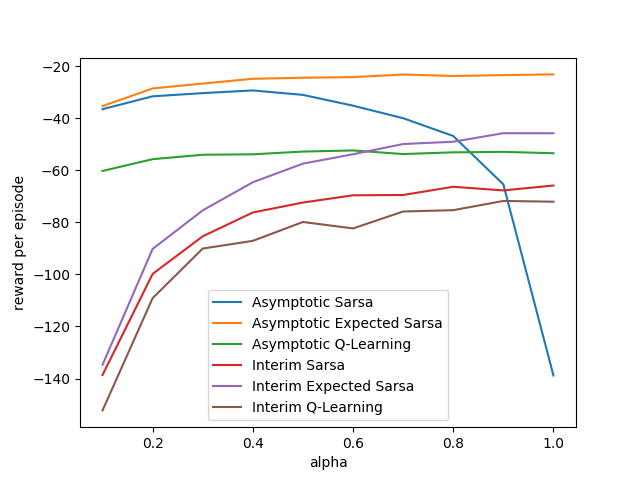 −20
−40
−60
−80
−100
−120
−140
reward per episode
Asymptotic Sarsa
Asymptotic Expected Sarsa
Asymptotic Q-Learning
Interim Sarsa
Interim Expected Sarsa
Interim Q-Learning
0.2 0.4 0.6 0.8 1.0
alpha